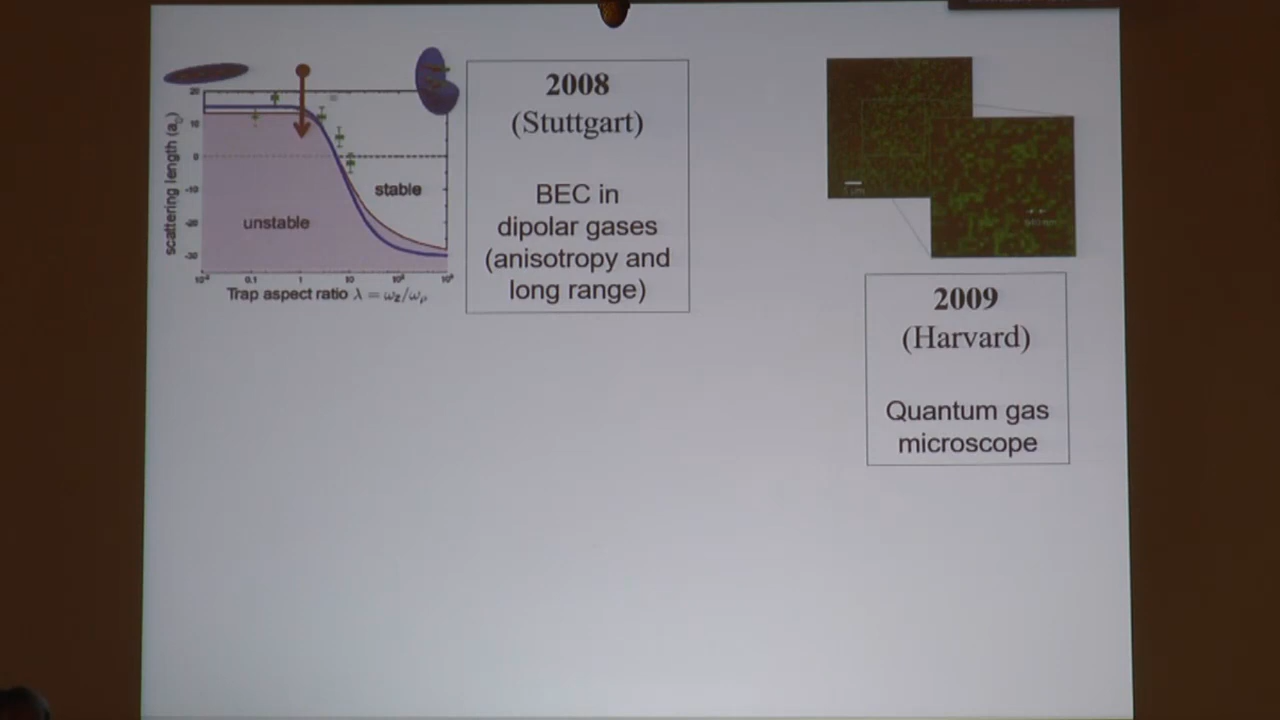 2008
(Stuttgart)
BEC in
dipolar gases
(anisotropy and
long range)
scattering length (a₀)
20
10
0
-10
-20
-30
unstable
stable
10⁻²
0.1
1
10
10²
Trap aspect ratio λ = ω_z/ω_ρ
2009
(Harvard)
Quantum gas
microscope